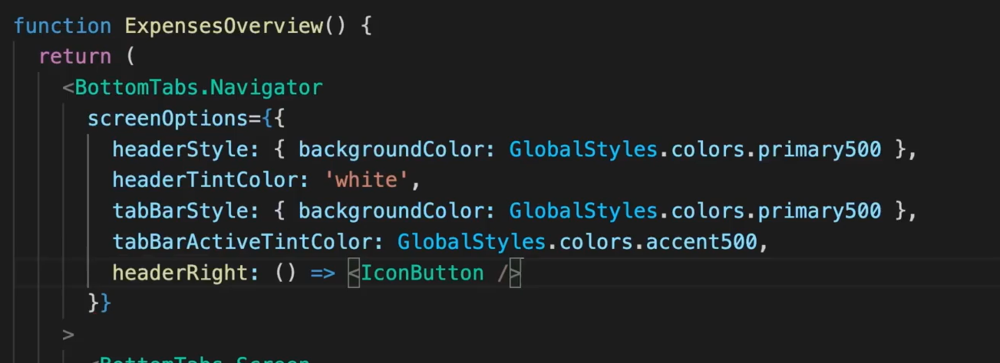 function ExpensesOverview() {
return (
<BottomTabs.Navigator
screenOptions={{
headerStyle: { backgroundColor: GlobalStyles.colors.primary500 },
headerTintColor: 'white',
tabBarStyle: { backgroundColor: GlobalStyles.colors.primary500 },
tabBarActiveTintColor: GlobalStyles.colors.accent500,
headerRight: () => <IconButton />
}}
>
<BottomTabs.Screen